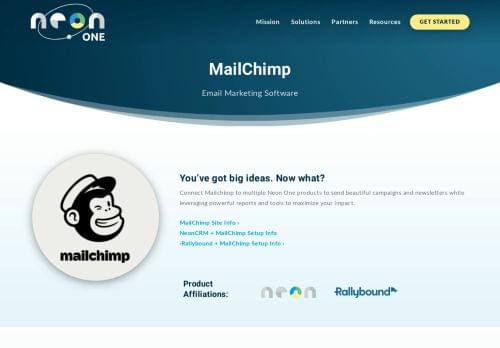 neon ONE
Mission Solutions Partners Resources GET STARTED
MailChimp
Email Marketing Software
You've got big ideas. Now what?
Connect Mailchimp to multiple Neon One products to send beautiful campaigns and newsletters while
leveraging powerful reports and tools to maximize your impact.
MailChimp Site Info ›
NeonCRM + MailChimp Setup Info
›Rallybound + MailChimp Setup Info ›
mailchimp
Product
Affiliations:
neon
Rallybound